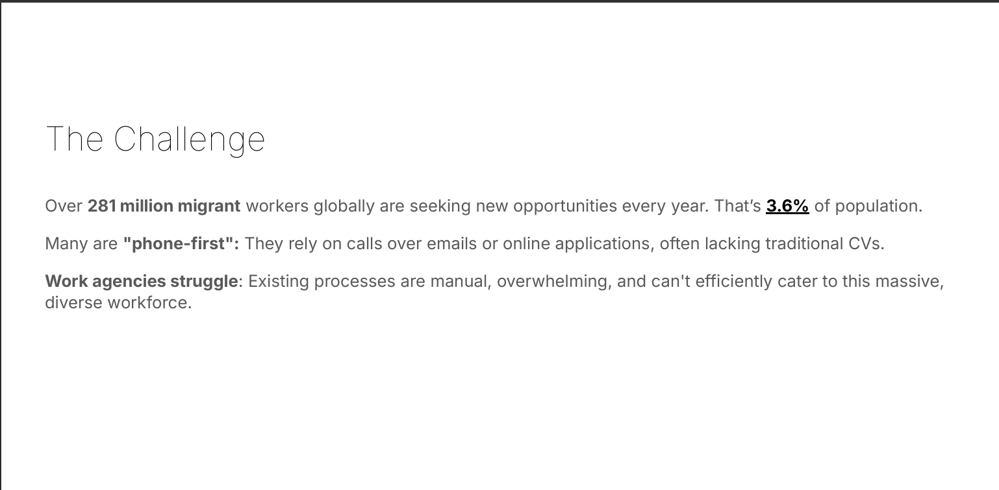 The Challenge
Over 281 million migrant workers globally are seeking new opportunities every year. That’s 3.6% of population.
Many are "phone-first": They rely on calls over emails or online applications, often lacking traditional CVs.
Work agencies struggle: Existing processes are manual, overwhelming, and can't efficiently cater to this massive,
diverse workforce.